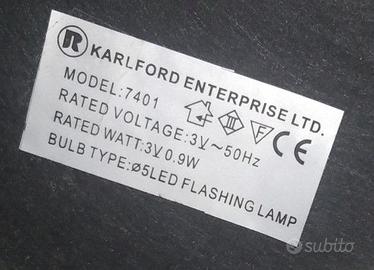 R KARLFORD ENTERPRISE LTD.
MODEL:7401
RATED VOLTAGE:3V~50Hz
RATED WATT:3V 0.9W
BULB TYPE:ø5LED FLASHING LAMP
III F CE
subito